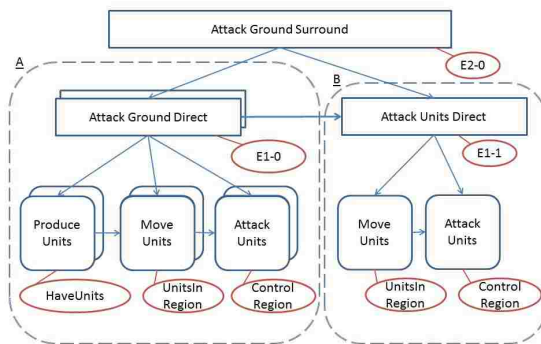 Attack Ground Surround
E2-0
A
B
Attack Ground Direct
Attack Units Direct
E1-0
E1-1
Produce
Units
Move
Units
Attack
Units
Move
Units
Attack
Units
HaveUnits
UnitsIn
Region
Control
Region
UnitsIn
Region
Control
Region